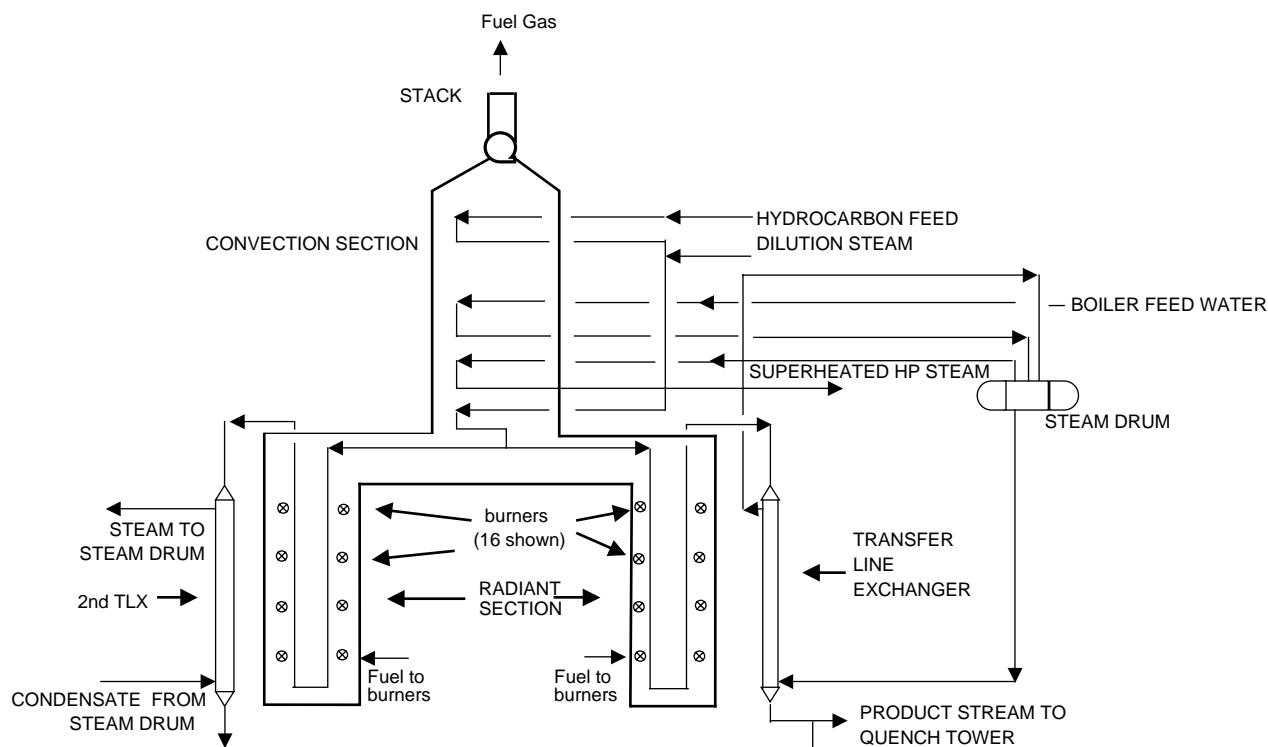 Fuel Gas
STACK
HYDROCARBON FEED
CONVECTION SECTION
DILUTION STEAM
BOILER FEED WATER
SUPERHEATED HP STEAM
STEAM DRUM
STEAM TO
STEAM DRUM
burners
(16 shown)
TRANSFER
LINE
EXCHANGER
2nd TLX
RADIANT
SECTION
Fuel to
burners
Fuel to
burners
CONDENSATE FROM
STEAM DRUM
PRODUCT STREAM TO
QUENCH TOWER